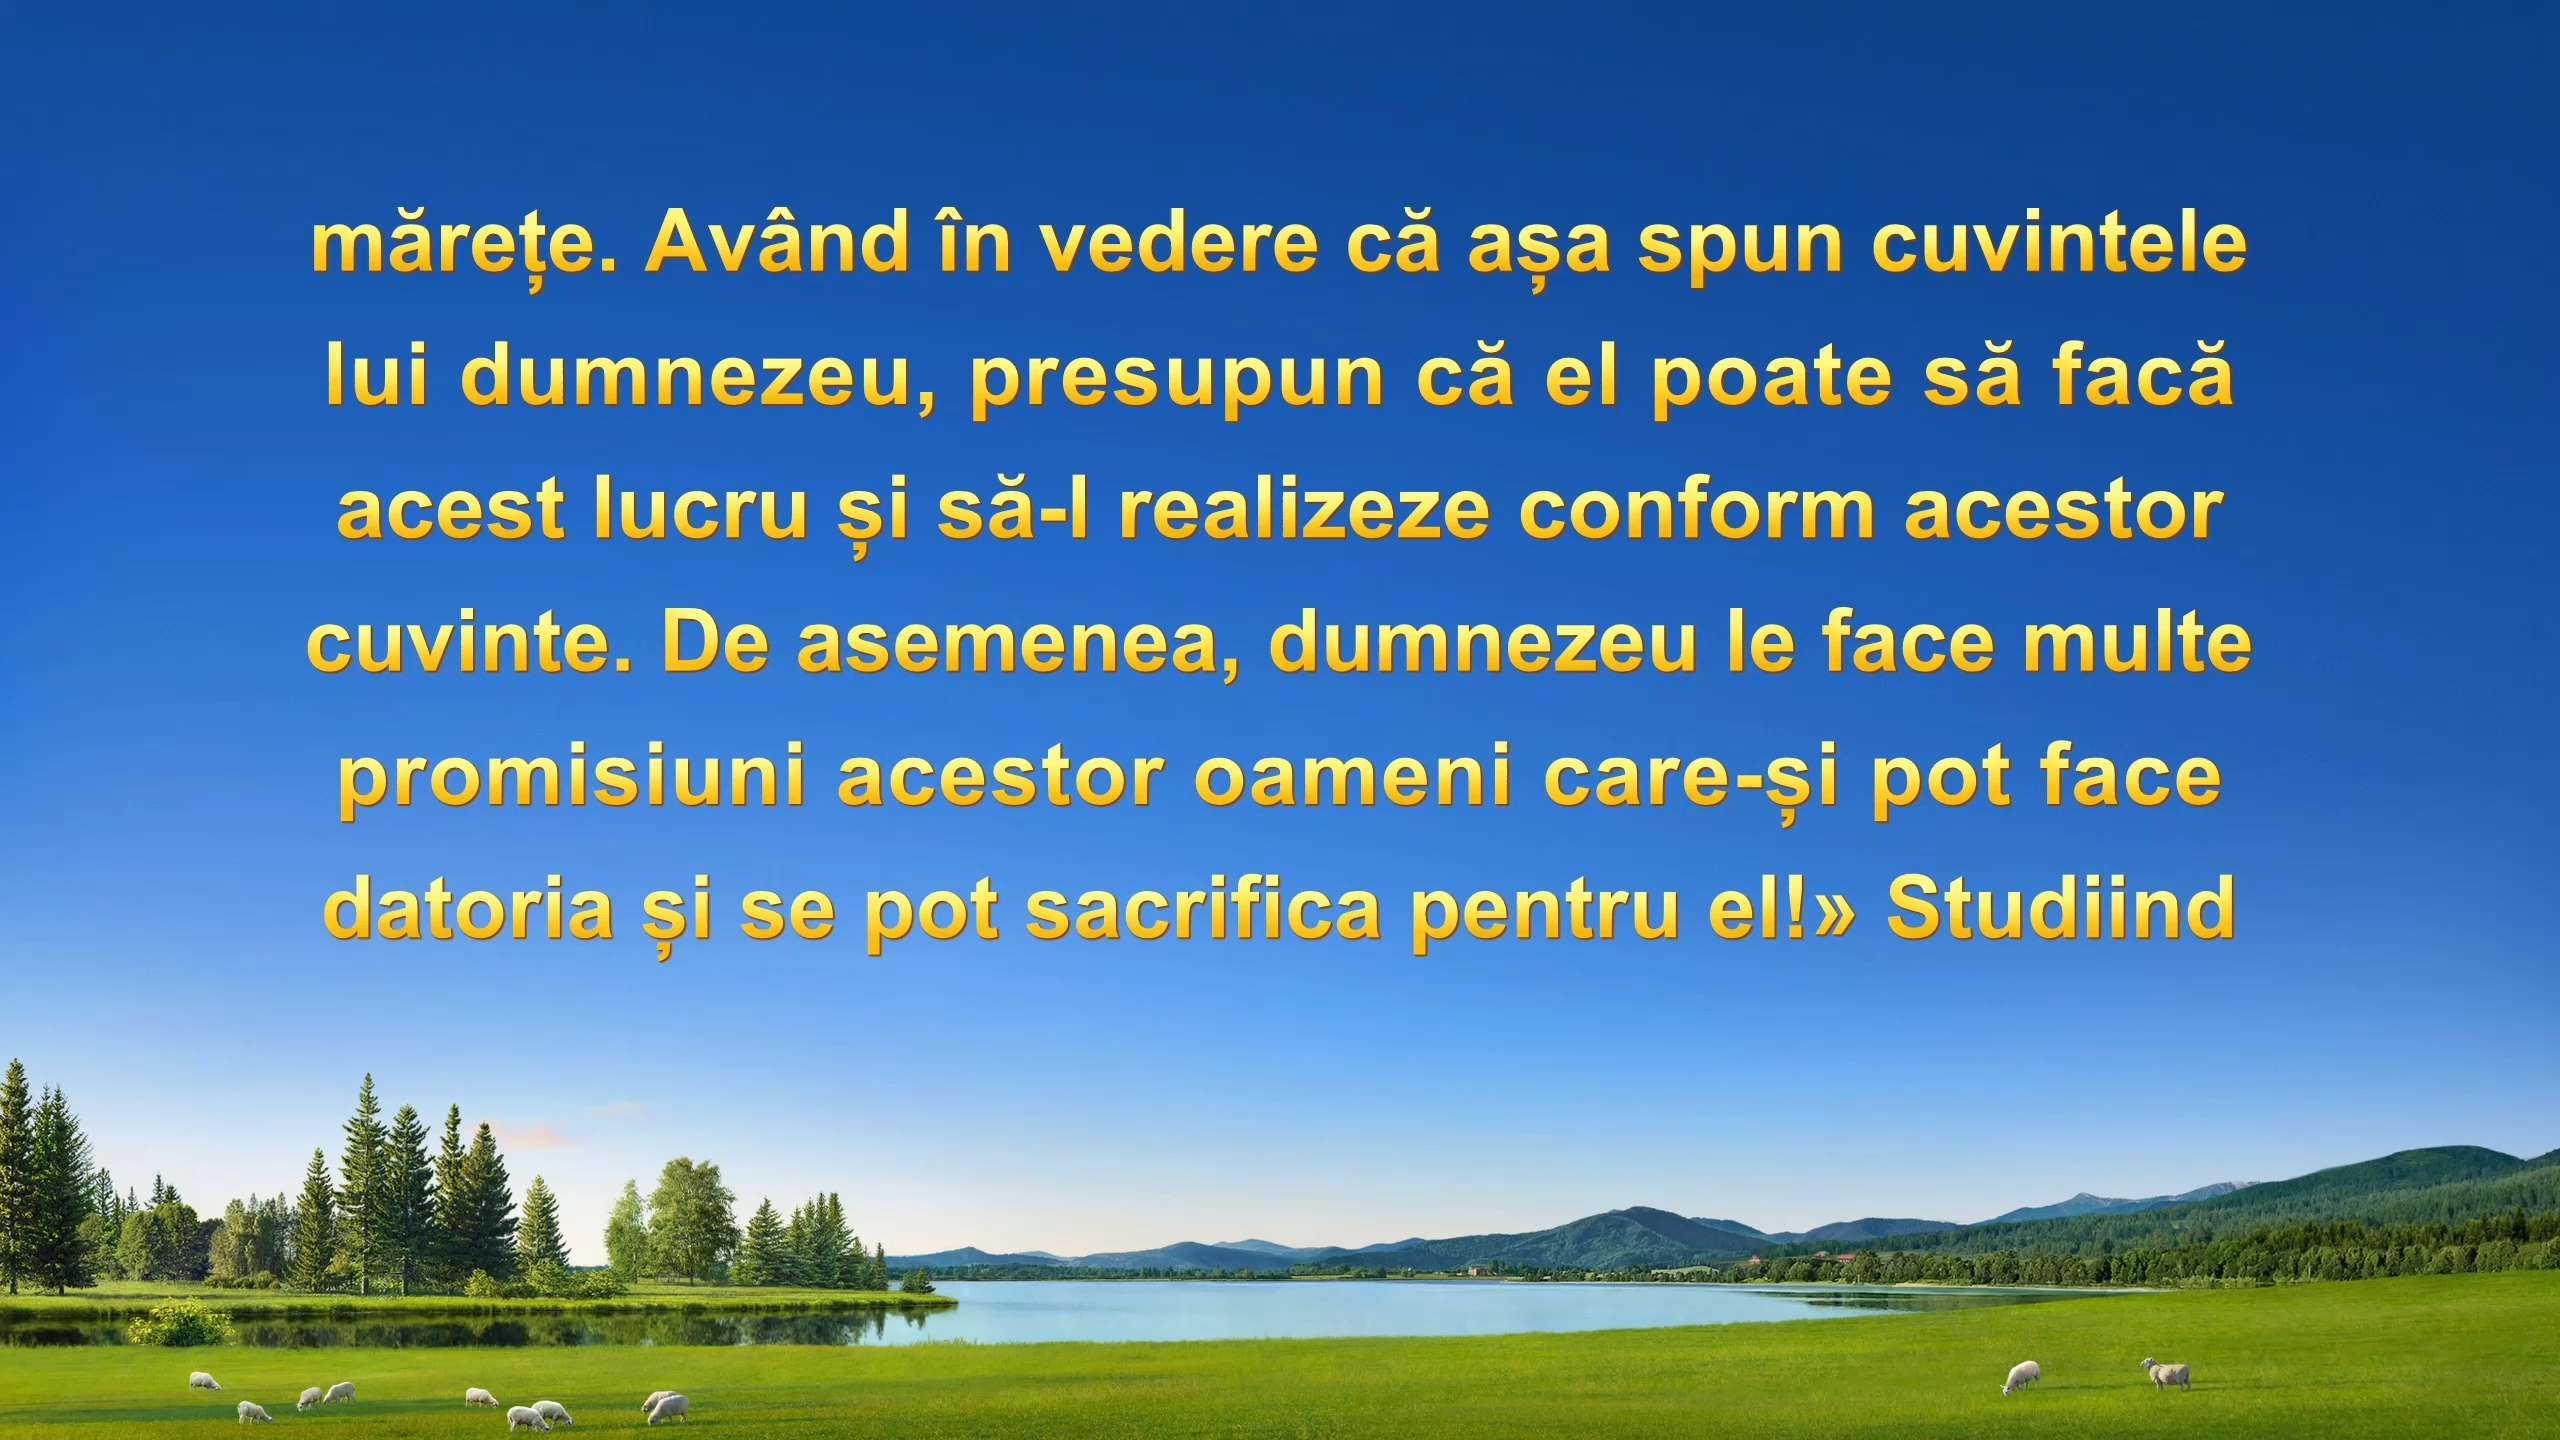 mărețe. Având în vedere că așa spun cuvintele
lui dumnezeu, presupun că el poate să facă
acest lucru și să-l realizeze conform acestor
cuvinte. De asemenea, dumnezeu le face multe
promisiuni acestor oameni care-și pot face
datoria și se pot sacrifica pentru el!» Studiind